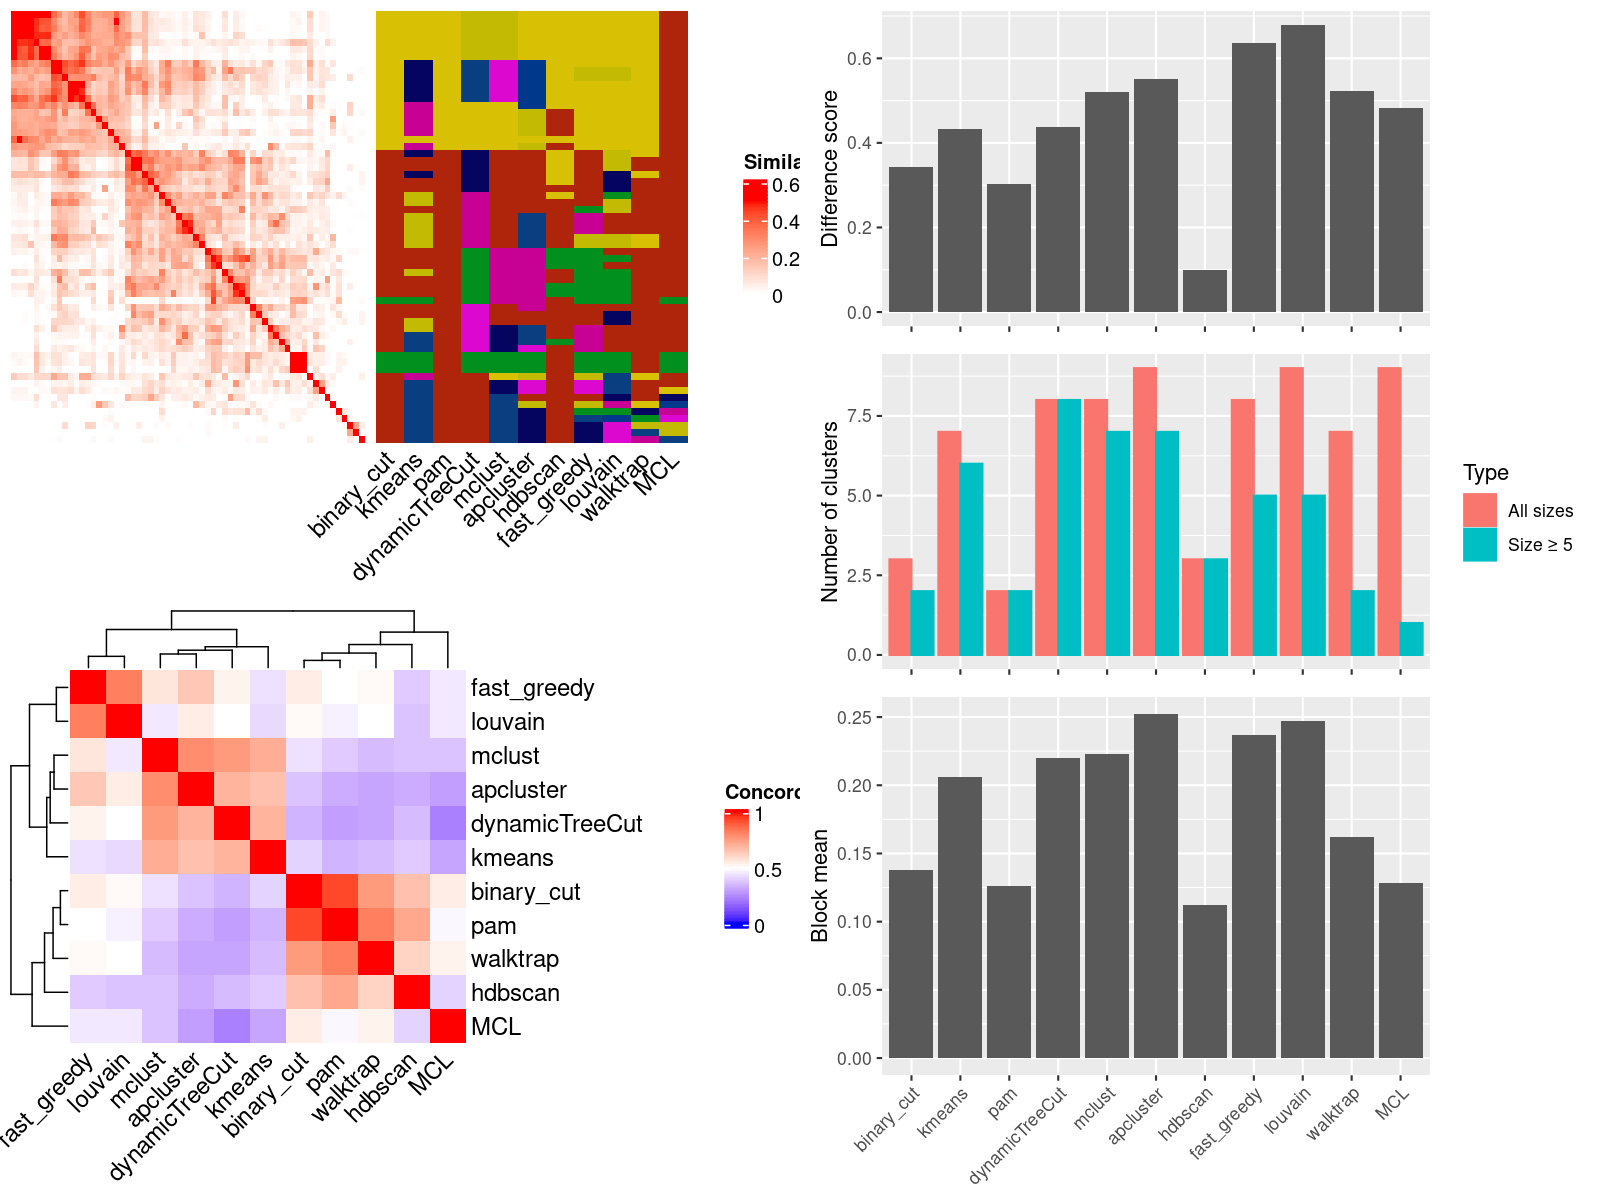 Simila
0.6
0.4
0.2
0
binary_cut
kmeans
pam
dynamicTreeCut
mclust
apcluster
hdbscan
fast_greedy
louvain
walktrap
MCL
Difference score
0.6
0.4
0.2
0.0
Number of clusters
7.5
5.0
2.5
0.0
Type
All sizes
Size ≥ 5
fast_greedy
louvain
mclust
apcluster
dynamicTreeCut
kmeans
binary_cut
pam
walktrap
hdbscan
MCL
fast_greedy
louvain
mclust
apcluster
dynamicTreeCut
kmeans
binary_cut
pam
walktrap
hdbscan
MCL
Concord
1
0.5
0
Block mean
0.25
0.20
0.15
0.10
0.05
0.00
binary_cut
kmeans
pam
dynamicTreeCut
mclust
apcluster
hdbscan
fast_greedy
louvain
walktrap
MCL